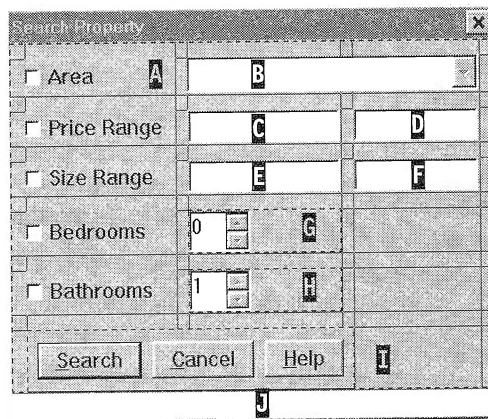 Search Property
Area A B
Price Range C D
Size Range E F
Bedrooms 0 G
Bathrooms 1 H
Search Cancel Help I
J